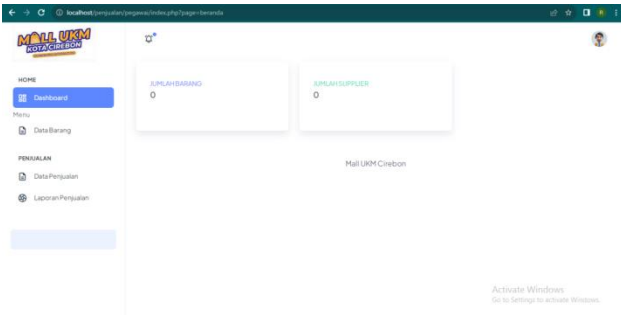 localhost/penjualan/pegawai/index.php?page=beranda
MALL UKM
KOTA CIREBON
HOME
Dashboard
Menu
Data Barang
PENJUALAN
Data Penjualan
Laporan Penjualan
JUMLAH BARANG
0
JUMLAH SUPPLIER
0
Mall UKM Cirebon
Activate Windows
Go to Settings to activate Windows.